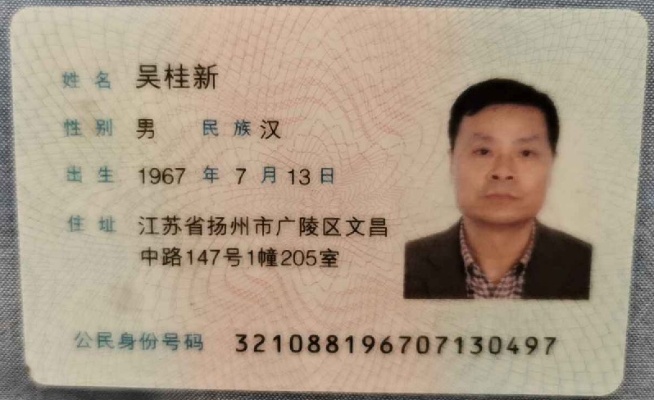 姓名 吴桂新
性别 男 民族 汉
出生 1967 年 7 月 13 日
住址 江苏省扬州市广陵区文昌
中路147号1幢205室
公民身份号码 321088196707130497